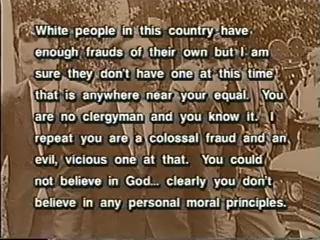 White people in this country have
enough frauds of their own but I am
sure they don't have one at this time
that is anywhere near your equal. You
are no clergyman and you know it. I
repeat you are a colossal fraud and an
evil, vicious one at that. You could
not believe in God... clearly you don't
believe in any personal moral principles.